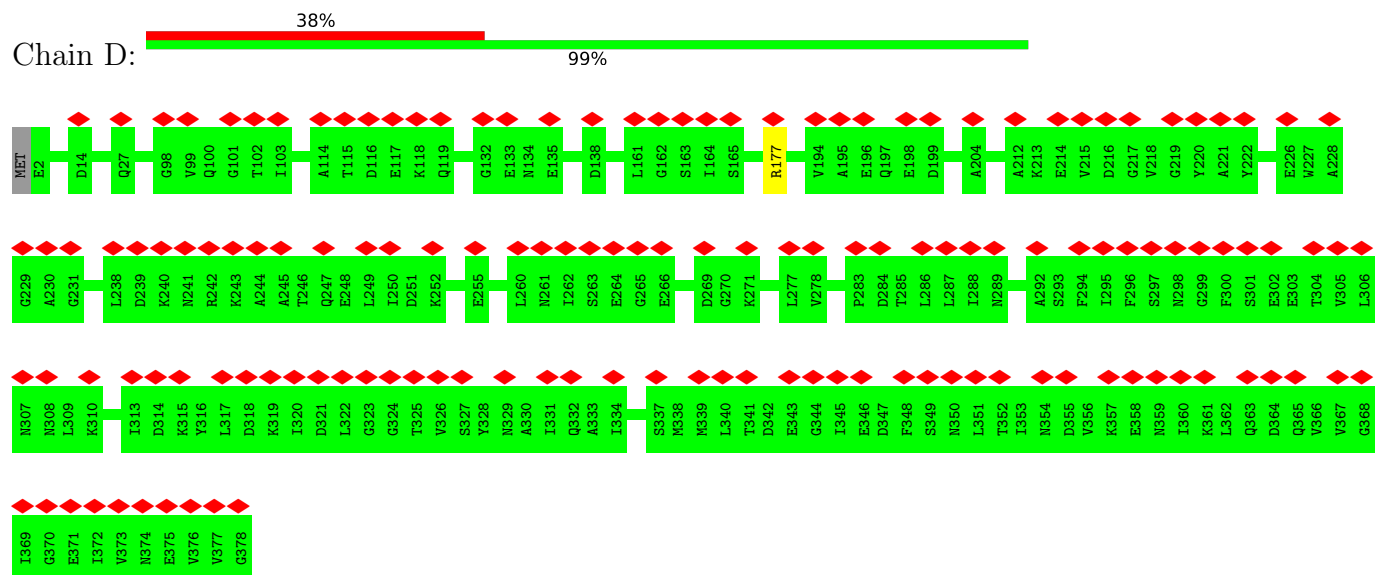 38%
Chain D:
99%
MET E2 D14 Q27 G98 V99 Q100 G101 T102 I103 A114 T115 D116 E117 K118 Q119 G132 E133 N134 E135 D138 L161 G162 S163 I164 S165 R177 V194 A195 E196 Q197 E198 D199 A204 A212 K213 E214 V215 D216 G217 V218 G219 Y220 A221 Y222 E226 W227 A228
G229 A230 G231 L238 D239 K240 N241 R242 K243 A244 A245 T246 Q247 E248 L249 I250 D251 K252 E255 L260 N261 I262 S263 E264 G265 E266 D269 G270 K271 L277 V278 P283 D284 T285 L286 L287 I288 N289 A292 S293 F294 I295 F296 S297 N298 G299 F300 S301 E302 E303 T304 V305 L306
N307 N308 L309 K310 I313 D314 K315 Y316 L317 D318 K319 I320 D321 L322 G323 G324 T325 V326 S327 Y328 N329 A330 I331 Q332 A333 I334 S337 M338 M339 L340 T341 D342 E343 G344 I345 E346 D347 F348 S349 N350 L351 T352 I353 N354 D355 V356 K357 E358 N359 I360 K361 L362 Q363 D364 Q365 V366 V367 G368
I369 G370 E371 I372 V373 N374 E375 V376 V377 G378